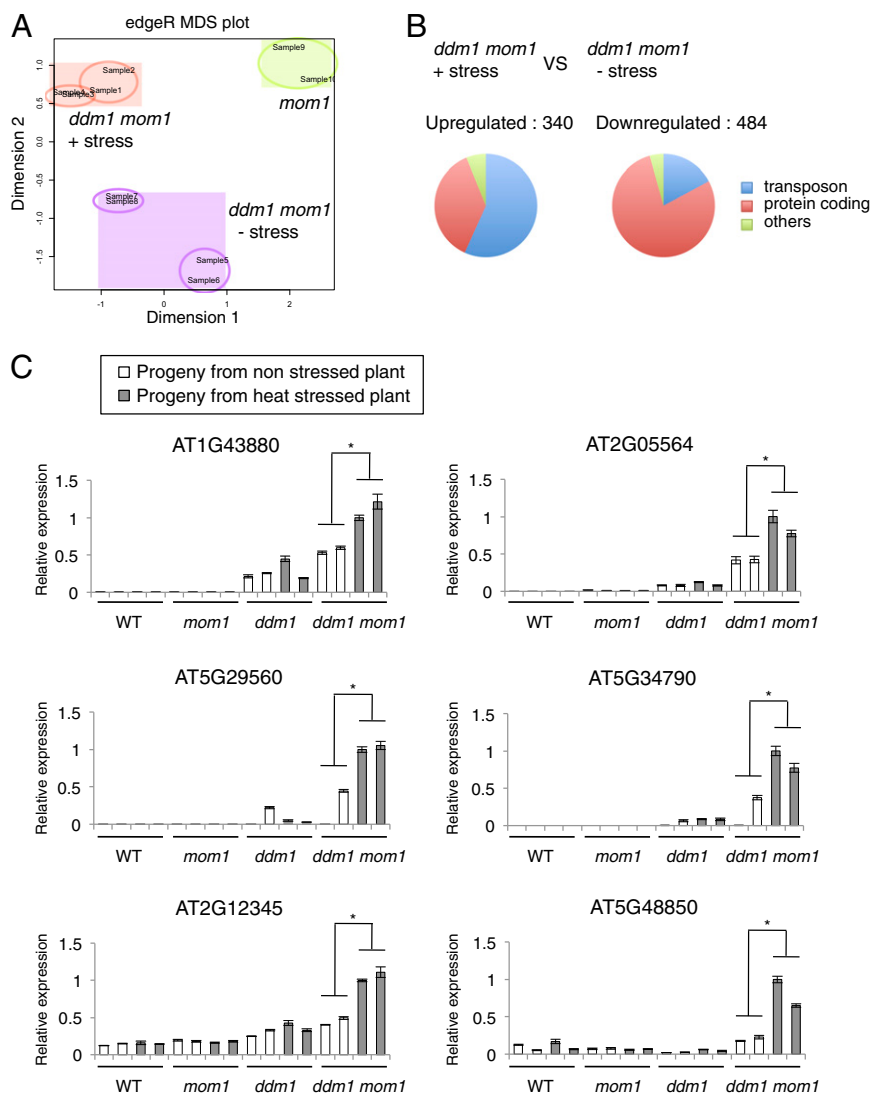 A
edgeR MDS plot
Dimension 2
1.0
0.5
0.0
-0.5
-1.0
-1.5
Sample2
Sample1
Sample3
Sample9
Sample10
mom1
ddm1 mom1
+ stress
Sample7
Sample8
ddm1 mom1
- stress
Sample5
Sample6
-1
0
1
2
Dimension 1
B
ddm1 mom1
+ stress
VS
ddm1 mom1
- stress
Upregulated : 340
Downregulated : 484
transposon
protein coding
others
C
Progeny from non stressed plant
Progeny from heat stressed plant
AT1G43880
Relative expression
1.5
1
0.5
0
*
WT
mom1
ddm1
ddm1 mom1
AT2G05564
Relative expression
1.5
1
0.5
0
*
WT
mom1
ddm1
ddm1 mom1
AT5G29560
Relative expression
1.5
1
0.5
0
*
WT
mom1
ddm1
ddm1 mom1
AT5G34790
Relative expression
1.5
1
0.5
0
*
WT
mom1
ddm1
ddm1 mom1
AT2G12345
Relative expression
1.5
1
0.5
0
*
WT
mom1
ddm1
ddm1 mom1
AT5G48850
Relative expression
1.5
1
0.5
0
*
WT
mom1
ddm1
ddm1 mom1